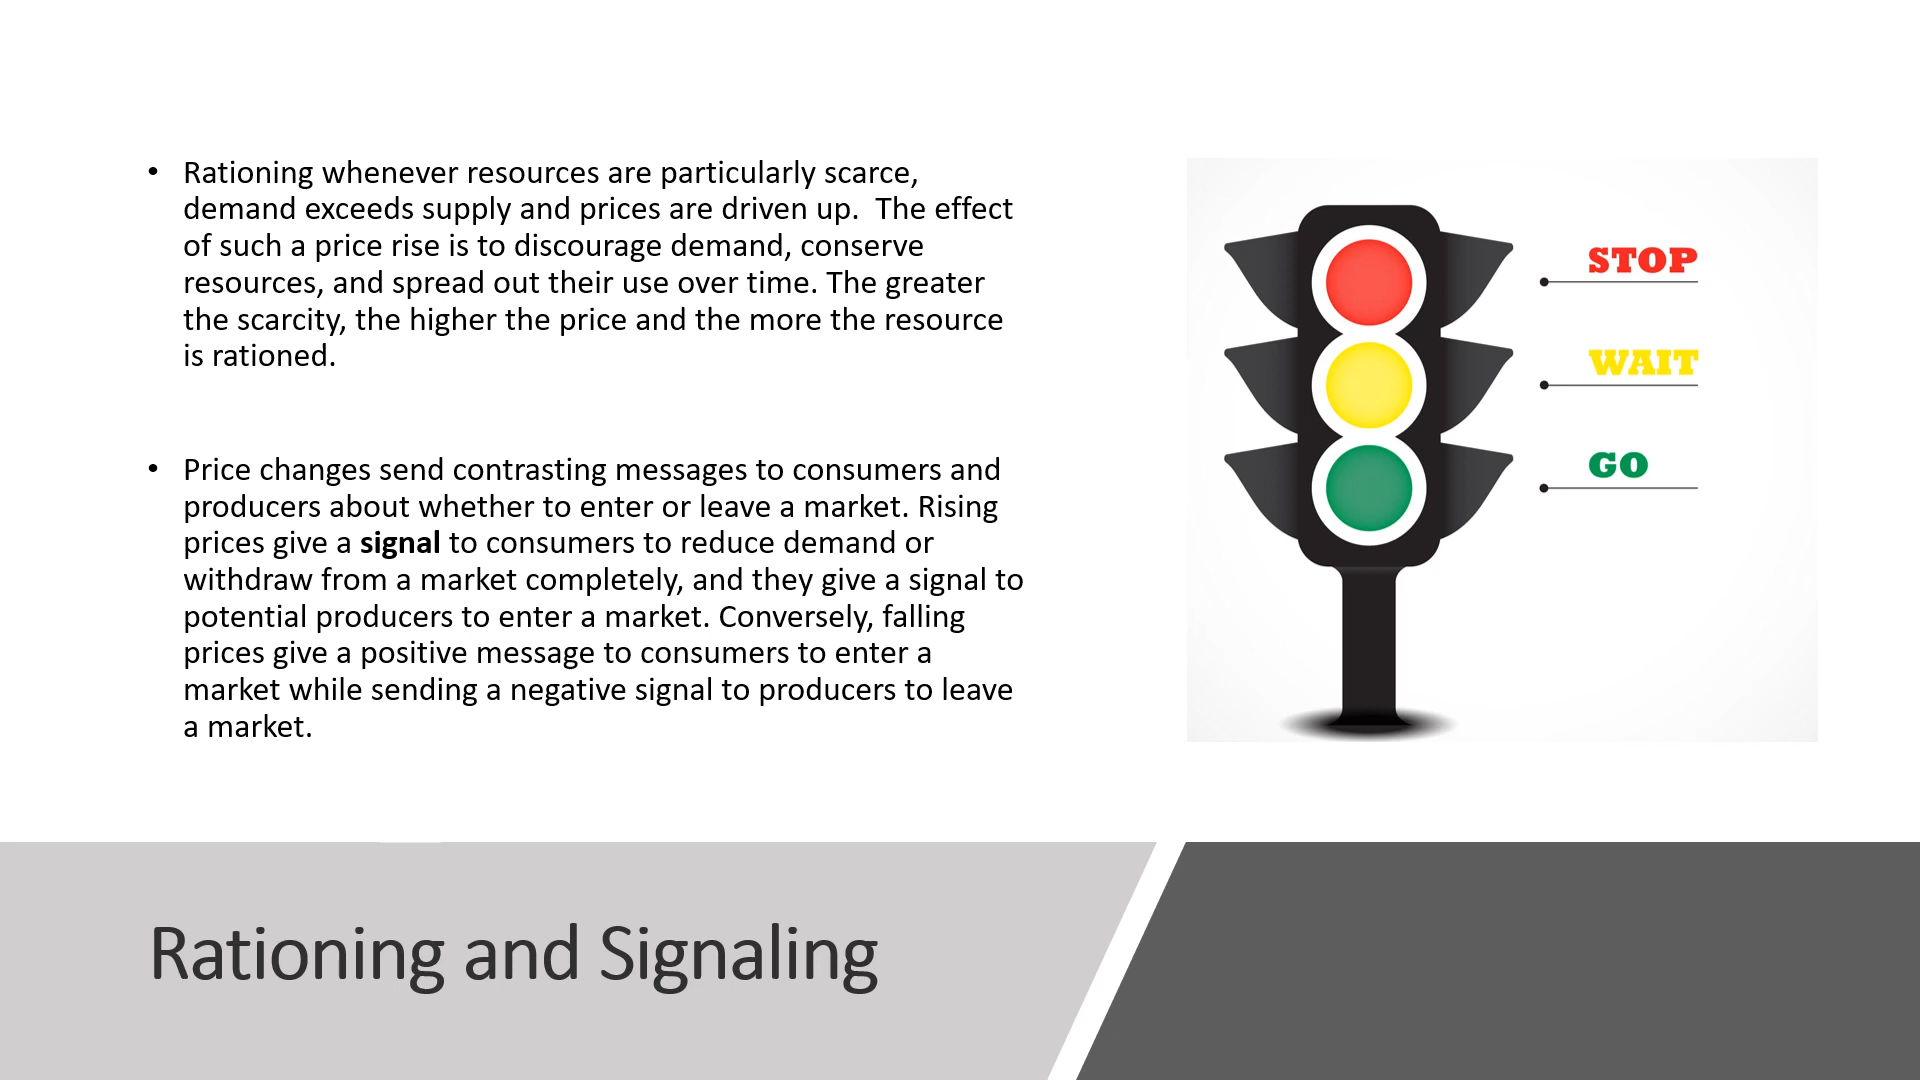 • Rationing whenever resources are particularly scarce,
demand exceeds supply and prices are driven up.  The effect
of such a price rise is to discourage demand, conserve
resources, and spread out their use over time. The greater
the scarcity, the higher the price and the more the resource
is rationed.
• Price changes send contrasting messages to consumers and
producers about whether to enter or leave a market. Rising
prices give a signal to consumers to reduce demand or
withdraw from a market completely, and they give a signal to
potential producers to enter a market. Conversely, falling
prices give a positive message to consumers to enter a
market while sending a negative signal to producers to leave
a market.
STOP
WAIT
GO
Rationing and Signaling